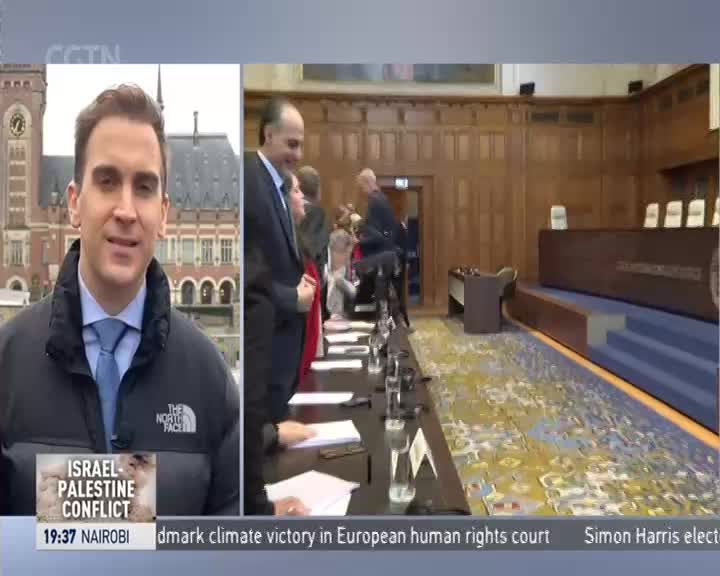 CGTN
THE
NORTH
FACE
ISRAEL-
PALESTINE
CONFLICT
19:37 NAIROBI
dmark climate victory in European human rights court Simon Harris elect